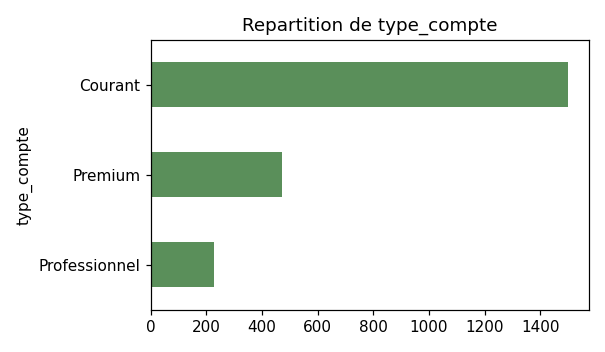 Repartition de type_compte
type_compte
Courant
Premium
Professionnel
0 200 400 600 800 1000 1200 1400